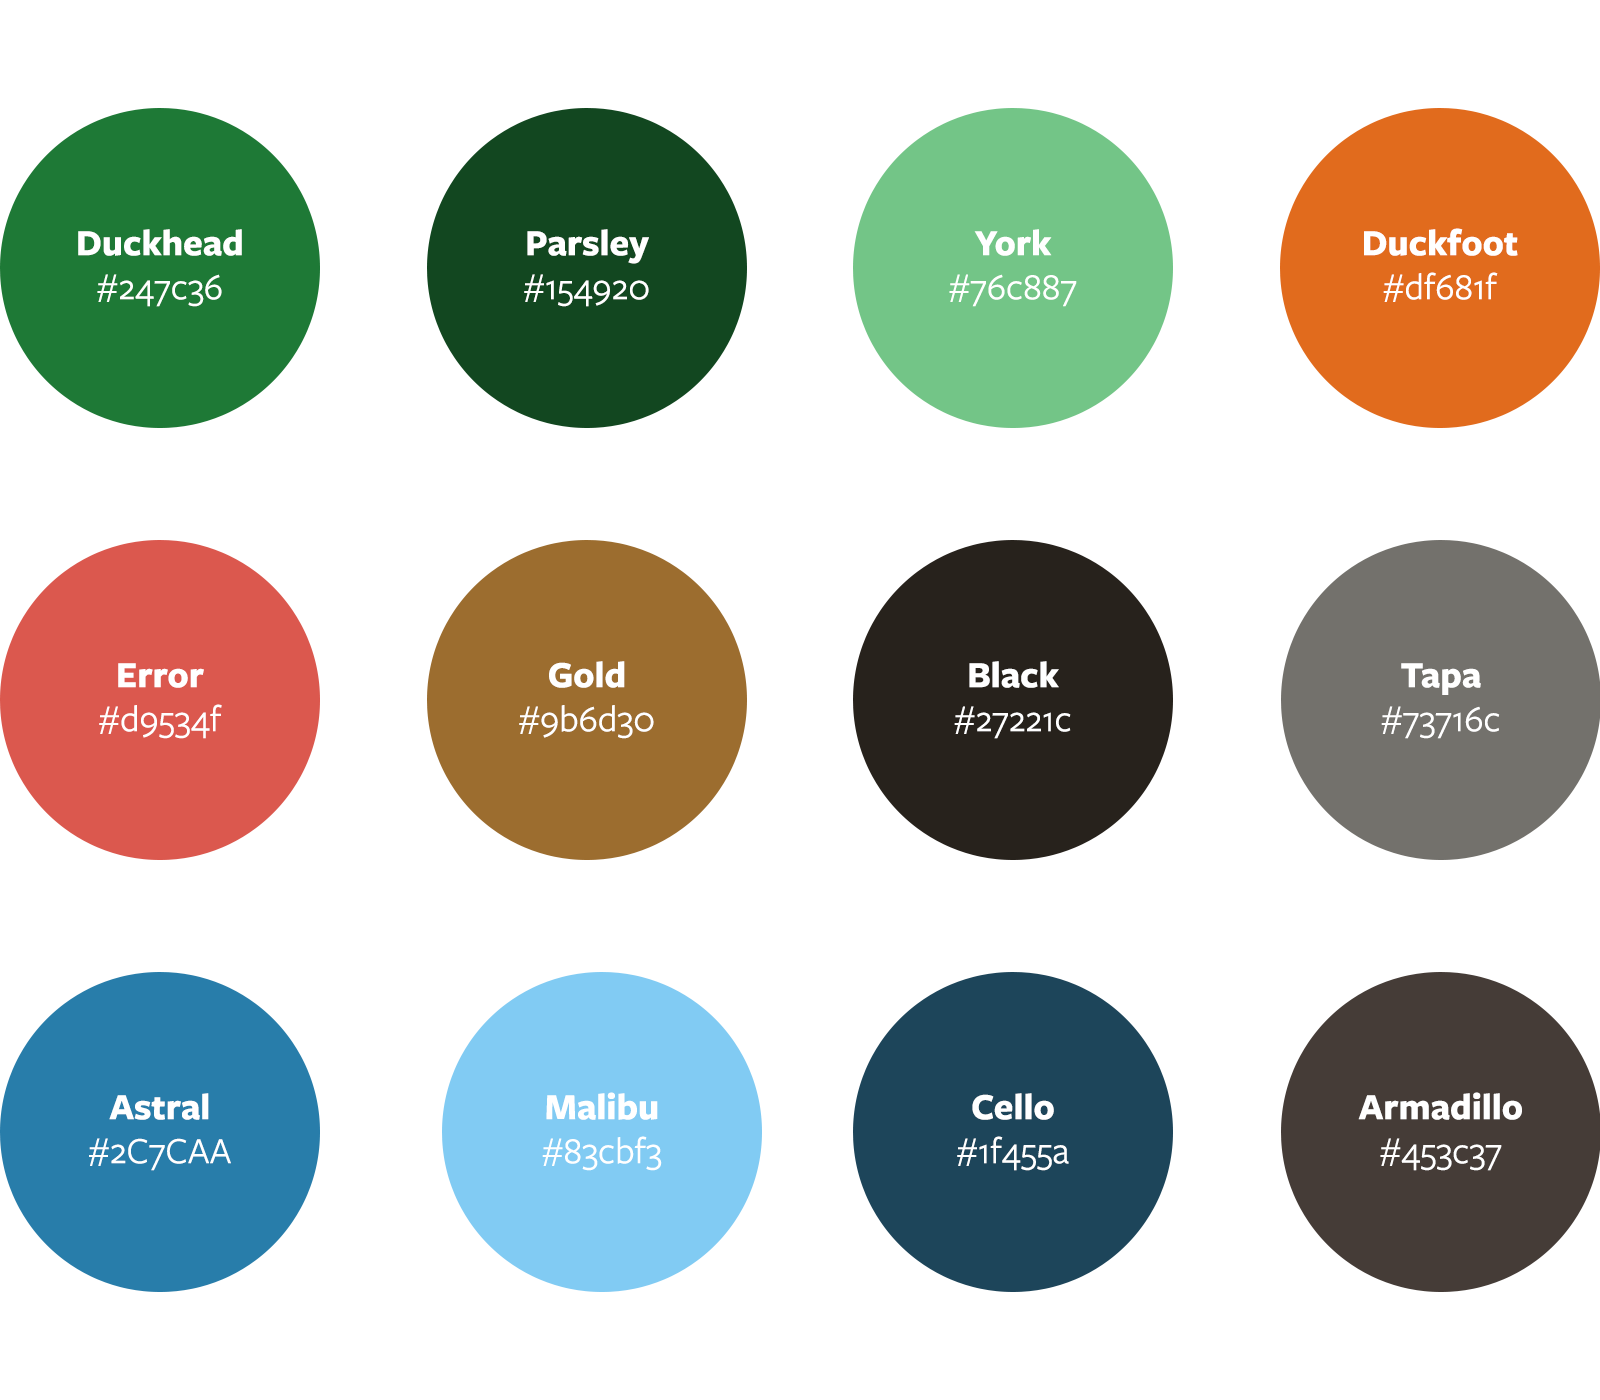 Duckhead
#247c36
Parsley
#154920
York
#76c887
Duckfoot
#df681f
Error
#d9534f
Gold
#9b6d30
Black
#27221c
Tapa
#73716c
Astral
#2C7CAA
Malibu
#83cbf3
Cello
#1f455a
Armadillo
#453c37